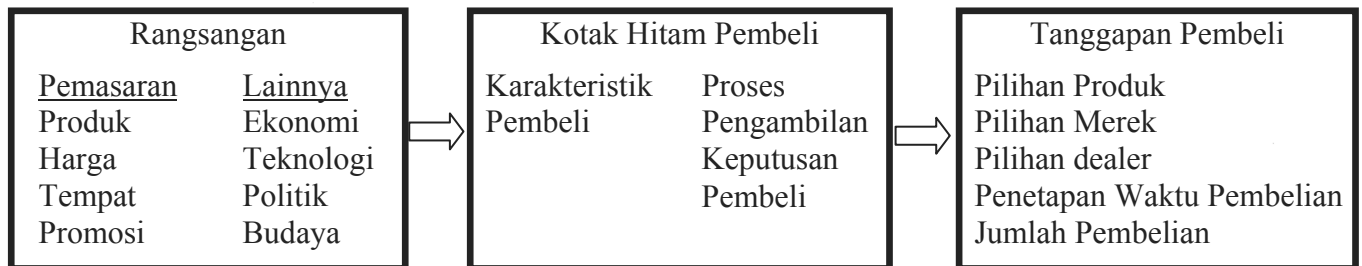 Rangsangan
Pemasaran Lainnya
Produk Ekonomi
Harga Teknologi
Tempat Politik
Promosi Budaya
Kotak Hitam Pembeli
Karakteristik Proses
Pembeli Pengambilan
Keputusan
Pembeli
Tanggapan Pembeli
Pilihan Produk
Pilihan Merek
Pilihan dealer
Penetapan Waktu Pembelian
Jumlah Pembelian